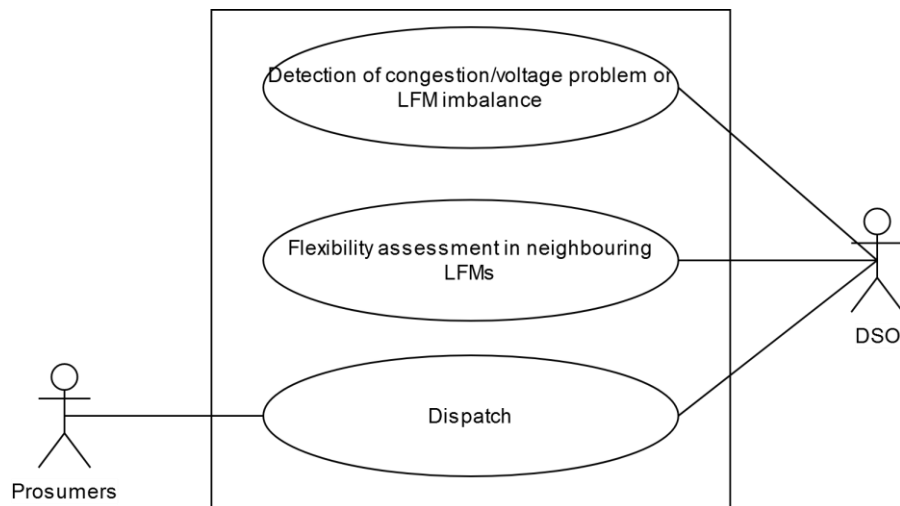 Detection of congestion/voltage problem or
LFM imbalance
Flexibility assessment in neighbouring
LFMs
DSO
Dispatch
Prosumers